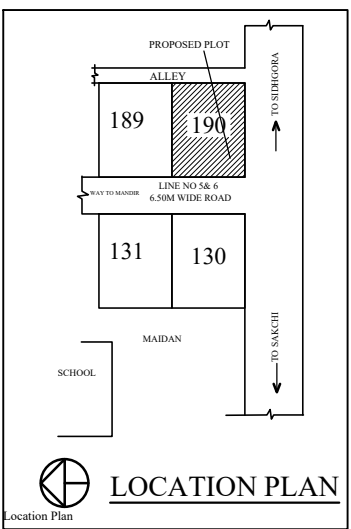 PROPOSED PLOT
ALLEY
TO SIDHGORA
189
190
WAY TO MANDIR
LINE NO 5& 6
6.50M WIDE ROAD
131
130
MAIDAN
TO SAKCHI
SCHOOL
LOCATION PLAN
Location Plan